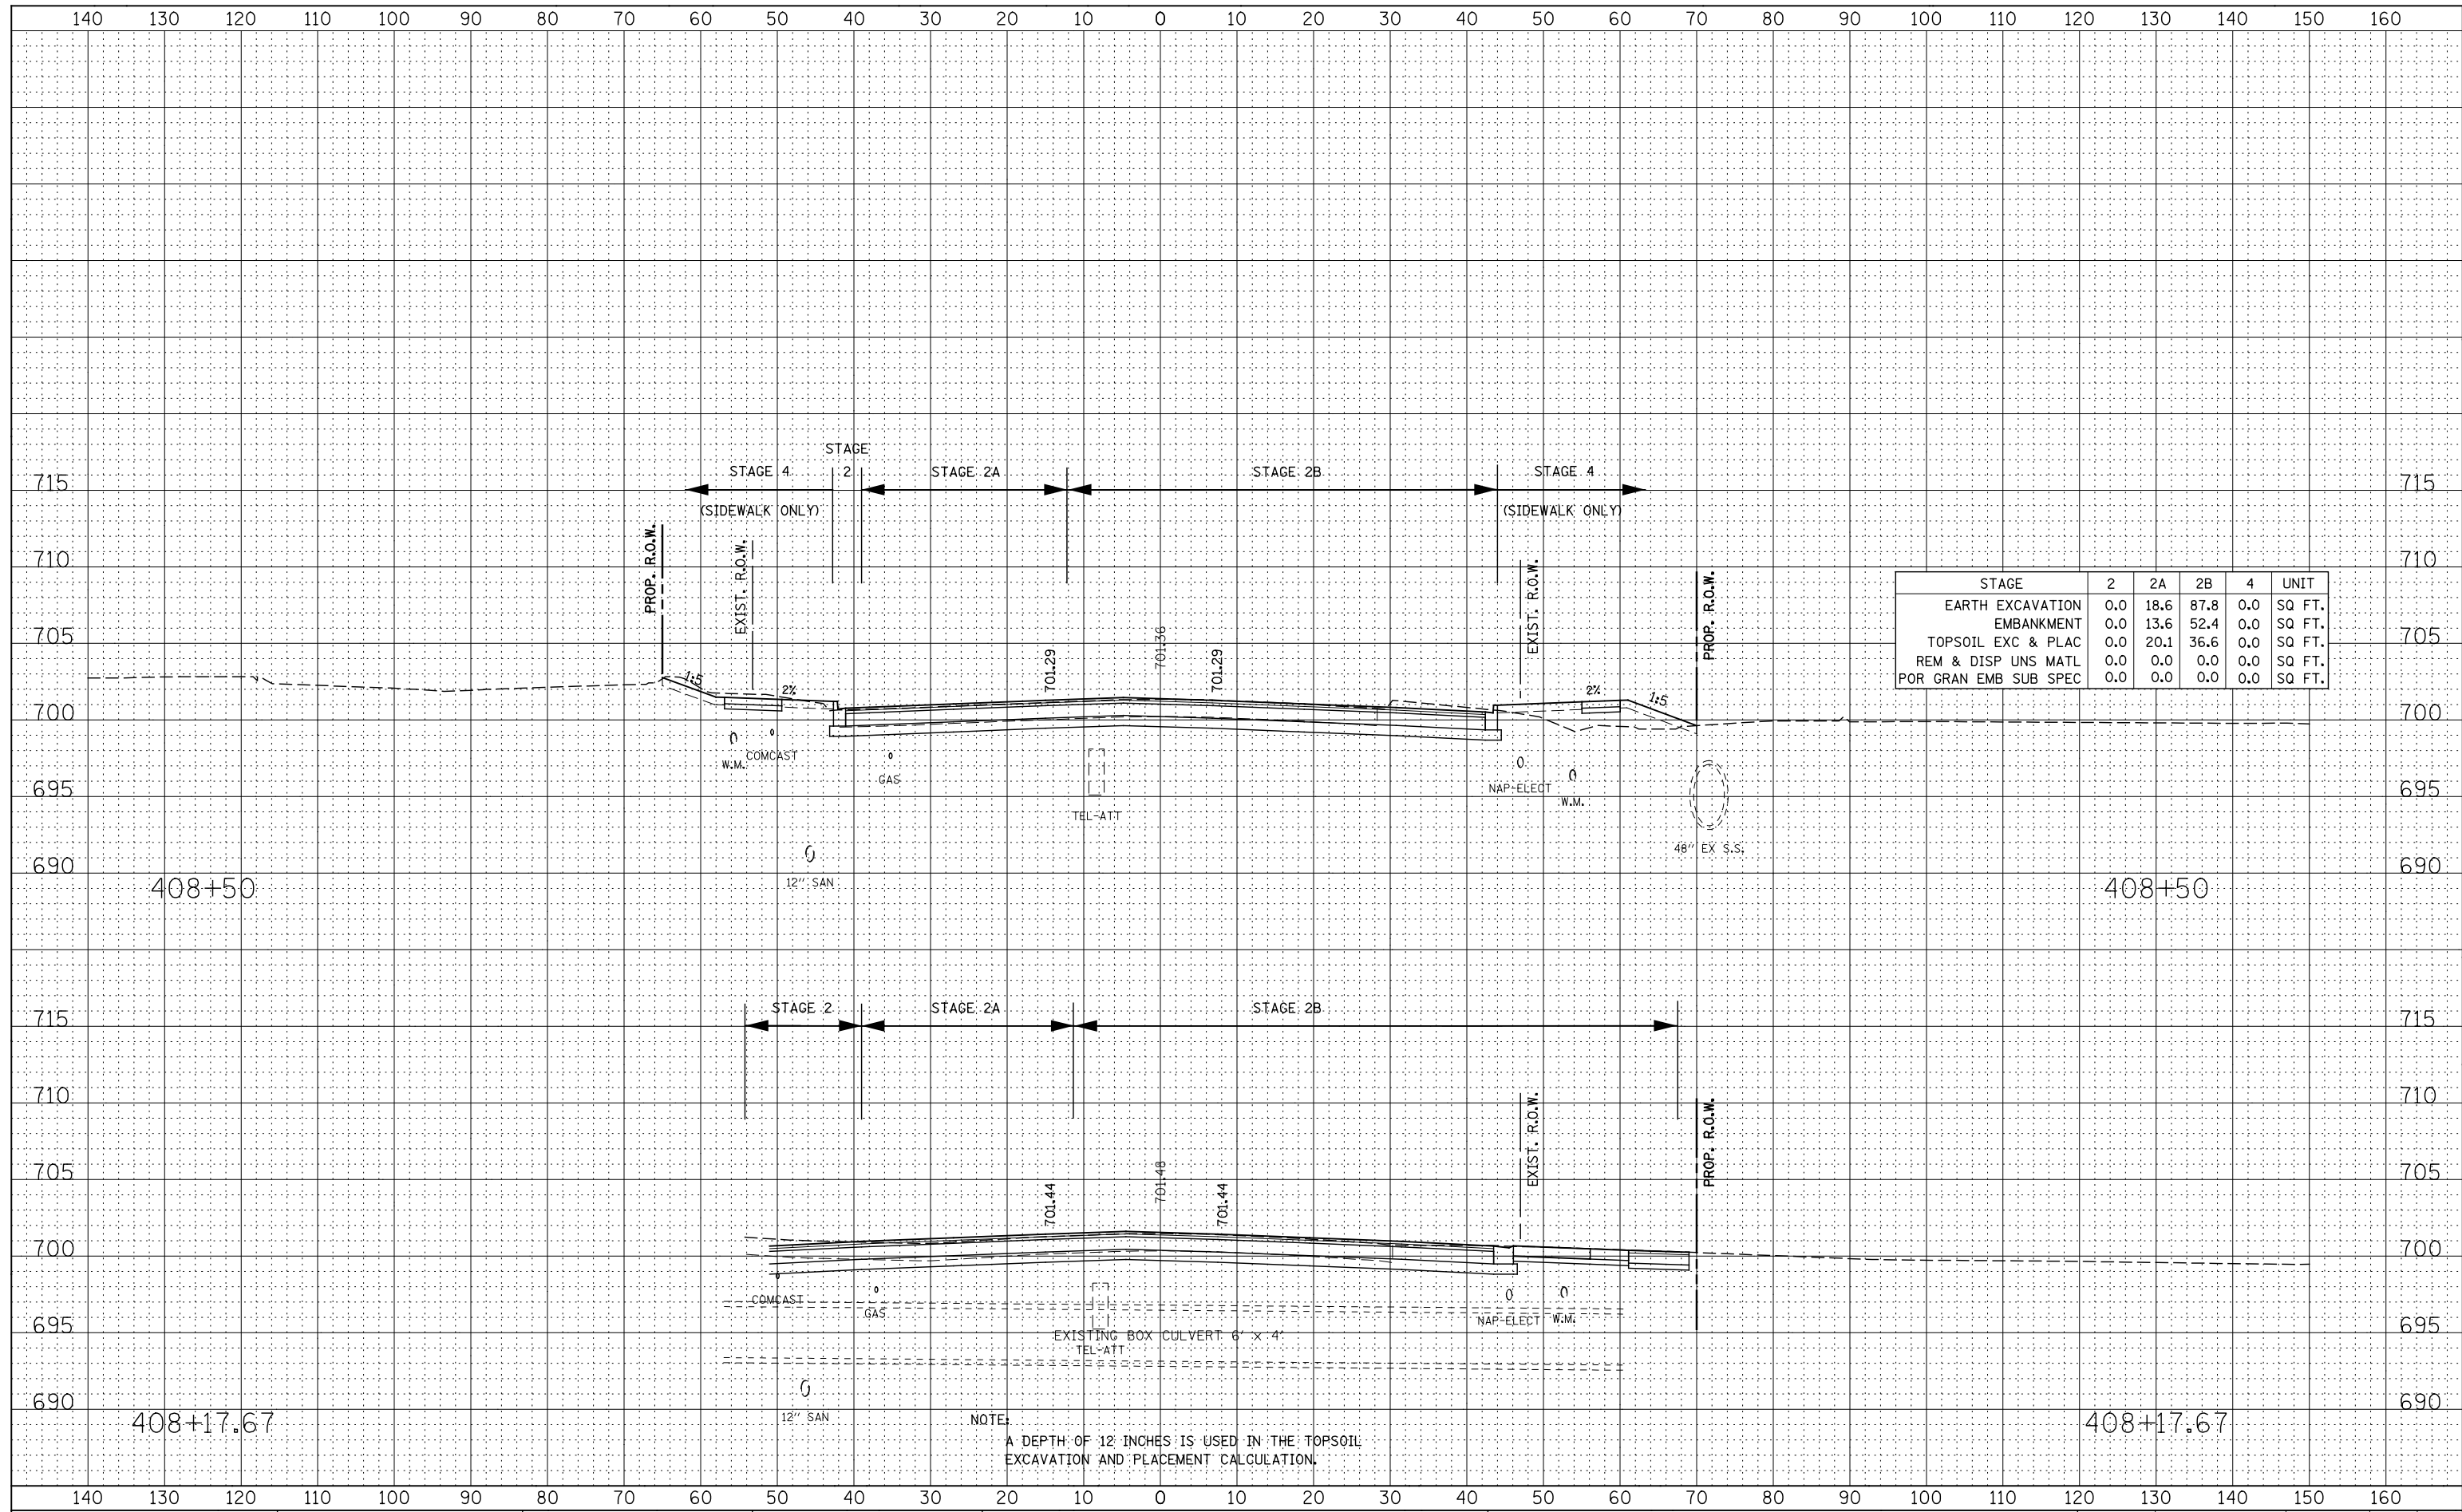 140 130 120 110 100 90 80 70 60 50 40 30 20 10 0 10 20 30 40 50 60 70 80 90 100 110 120 130 140 150 160
STAGE
STAGE 4 2 STAGE 2A STAGE 2B STAGE 4
715 715
(SIDEWALK ONLY) (SIDEWALK ONLY)
PROP. R.O.W.
EXIST. R.O.W.
EXIST. R.O.W.
PROP. R.O.W.
710 710
STAGE 2 2A 2B 4 UNIT
EARTH EXCAVATION 0.0 18.6 87.8 0.0 SQ FT.
EMBANKMENT 0.0 13.6 52.4 0.0 SQ FT.
TOPSOIL EXC & PLAC 0.0 20.1 36.6 0.0 SQ FT.
REM & DISP UNS MATL 0.0 0.0 0.0 0.0 SQ FT.
POR GRAN EMB SUB SPEC 0.0 0.0 0.0 0.0 SQ FT.
705 705
701.29 701.36 701.29
1:5 2% 2% 1:5
700 700
W.M. COMCAST GAS TEL-ATT NAP-ELECT W.M.
695 695
48'' EX S.S.
690 690
408+50 12'' SAN 408+50
STAGE 2 STAGE 2A STAGE 2B
715 715
710 710
EXIST. R.O.W.
PROP. R.O.W.
705 705
701.44 701.48 701.44
700 700
COMCAST GAS NAP-ELECT W.M.
695 695
EXISTING BOX CULVERT 6' x 4'
TEL-ATT
690 690
408+17.67 12'' SAN 408+17.67
NOTE:
A DEPTH OF 12 INCHES IS USED IN THE TOPSOIL
EXCAVATION AND PLACEMENT CALCULATION.
140 130 120 110 100 90 80 70 60 50 40 30 20 10 0 10 20 30 40 50 60 70 80 90 100 110 120 130 140 150 160